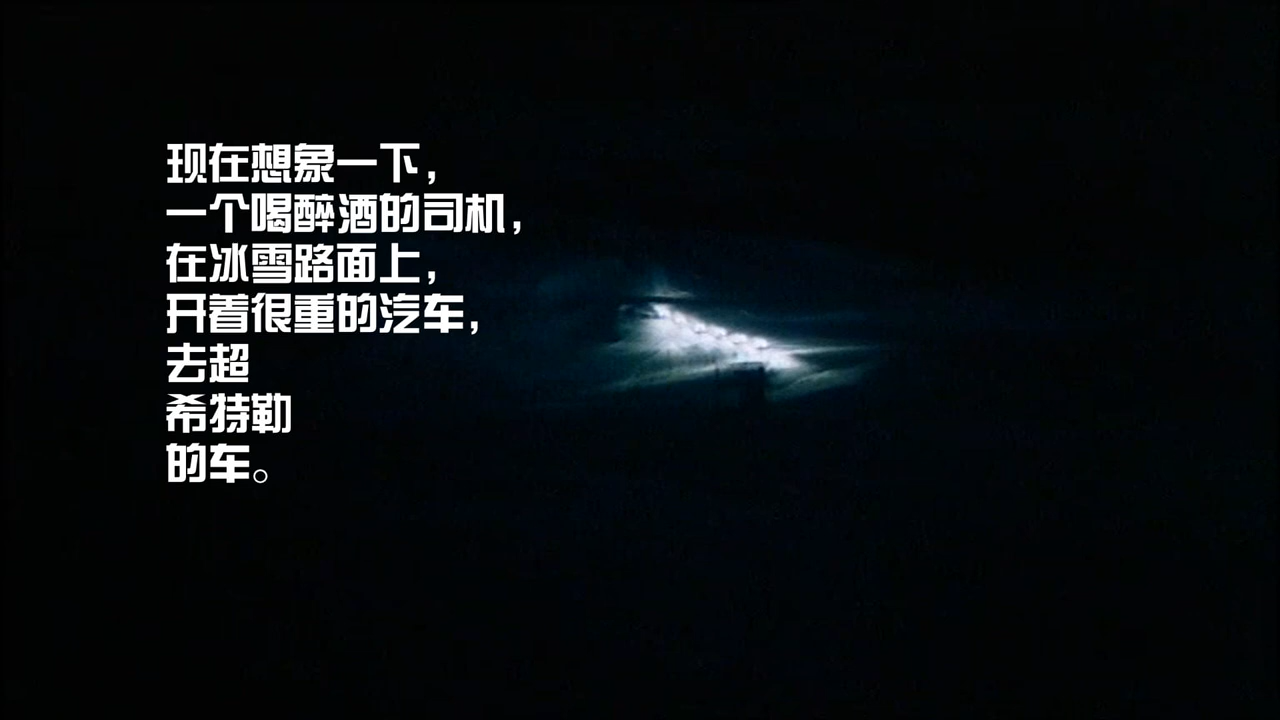 现在想象一下，
一个喝醉酒的司机，
在冰雪路面上，
开着很重的汽车，
去超
希特勒
的车。